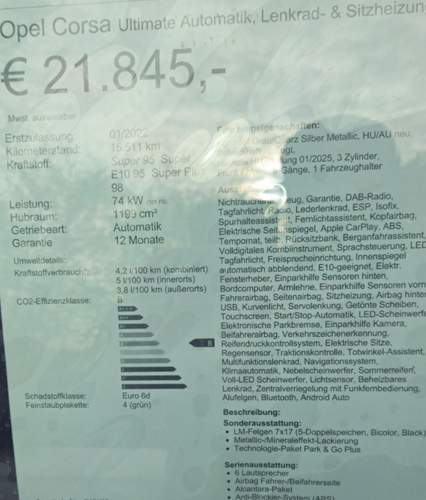 Opel Corsa Ultimate Automatik, Lenkrad- & Sitzheizun
€ 21.845,-
Mwst. ausweisbar
Erstzulassung 01/2022
Kilometerstand: 15.511 km
Kraftstoff: Super 95 Super
E10 95 Super Plus
98
Leistung: 74 kW
Hubraum: 1199 cm³
Getriebeart: Automatik
Garantie 12 Monate
Umweltdetails:
Kraftstoffverbrauch: 4,2 l/100 km (kombiniert)
5 l/100 km (innerorts)
3,8 l/100 km (außerorts)
CO2-Effizienzklasse: B
B
Schadstoffklasse: Euro 6d
Feinstaubplakette: 4 (grün)
Silber Metallic, HU/AU neu,
01/2025, 3 Zylinder,
Gänge, 1 Fahrzeughalter
Nichtraucher Garantie, DAB-Radio,
Tagfahrlicht, Radio, Lederlenkrad, ESP, Isofix,
Spurhalteassistent, Fernlichtassistent, Kopfairbag,
Elektrische Seitenspiegel, Apple CarPlay, ABS,
Tempomat, teilb. Rücksitzbank, Berganfahrassistent,
Volldigitales Kombiinstrument, Sprachsteuerung, LED
Tagfahrlicht, Freisprecheinrichtung, Innenspiegel
automatisch abblendend, E10-geeignet, Elektr.
Fensterheber, Einparkhilfe Sensoren hinten,
Bordcomputer, Armlehne, Einparkhilfe Sensoren vorn
Fahrerairbag, Seitenairbag, Sitzheizung, Airbag hinte
USB, Kurvenlicht, Servolenkung, Getönte Scheiben,
Touchscreen, Start/Stop-Automatik, LED-Scheinwerfe
Elektronische Parkbremse, Einparkhilfe Kamera,
Beifahrerairbag, Verkehrszeichenerkennung,
Reifendruckkontrollsystem, Elektrische Sitze,
Regensensor, Traktionskontrolle, Totwinkel-Assistent,
Multifunktionslenkrad, Navigationssystem,
Klimaautomatik, Nebelscheinwerfer, Sommerreifen,
Voll-LED Scheinwerfer, Lichtsensor, Beheizbares
Lenkrad, Zentralverriegelung mit Funkfernbedienung,
Alufelgen, Bluetooth, Android Auto
Beschreibung:
Sonderausstattung:
• LM-Felgen 7x17 (5-Doppelspeichen, Bicolor, Black)
• Metallic-/Mineraleffekt-Lackierung
• Technologie-Paket Park & Go Plus
Serienausstattung:
• 6 Lautsprecher
• Airbag Fahrer-/Beifahrerseite
• Alcantara-Paket
• Anti-Blockier-System (ABS)